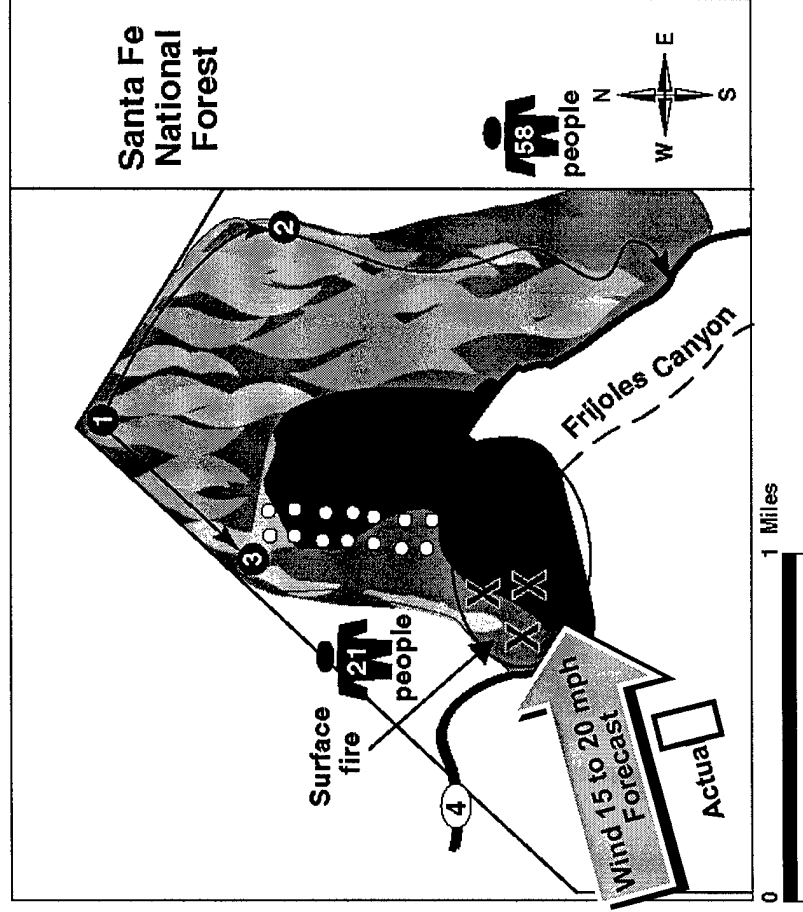 Santa Fe
National
Forest
N
W
E
S
58
people
1
2
3
21
people
Surface
fire
4
X
X
X
Frijoles Canyon
Wind 15 to 20 mph
Forecast
Actua
0
1
Miles